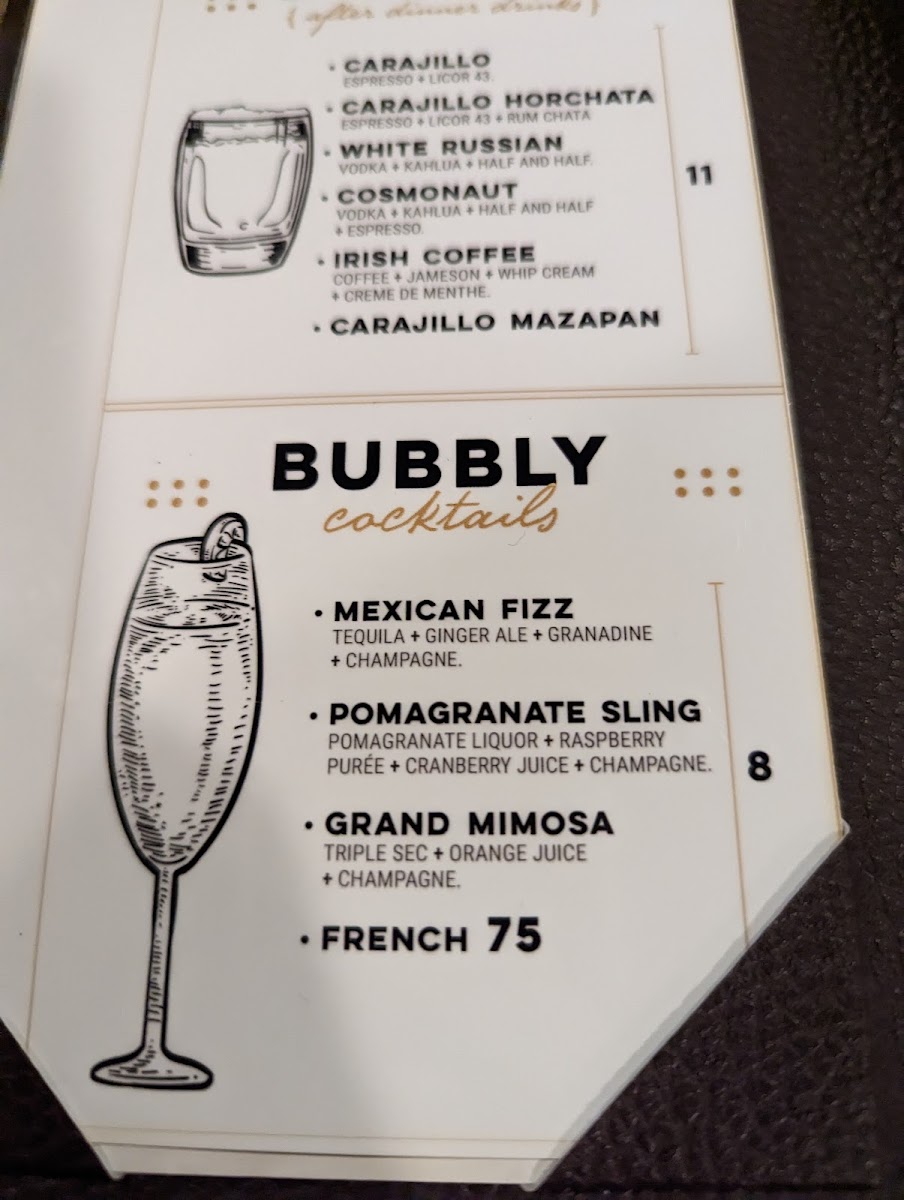 { after dinner drinks }
• CARAJILLO
ESPRESSO + LICOR 43.
• CARAJILLO HORCHATA
ESPRESSO + LICOR 43 + RUM CHATA
• WHITE RUSSIAN
VODKA + KAHLUA + HALF AND HALF.
• COSMONAUT
VODKA + KAHLUA + HALF AND HALF
+ ESPRESSO.
• IRISH COFFEE
COFFEE + JAMESON + WHIP CREAM
+ CREME DE MENTHE.
• CARAJILLO MAZAPAN
11
BUBBLY
cocktails
• MEXICAN FIZZ
TEQUILA + GINGER ALE + GRANADINE
+ CHAMPAGNE.
• POMAGRANATE SLING
POMAGRANATE LIQUOR + RASPBERRY
PURÉE + CRANBERRY JUICE + CHAMPAGNE.
• GRAND MIMOSA
TRIPLE SEC + ORANGE JUICE
+ CHAMPAGNE.
• FRENCH 75
8